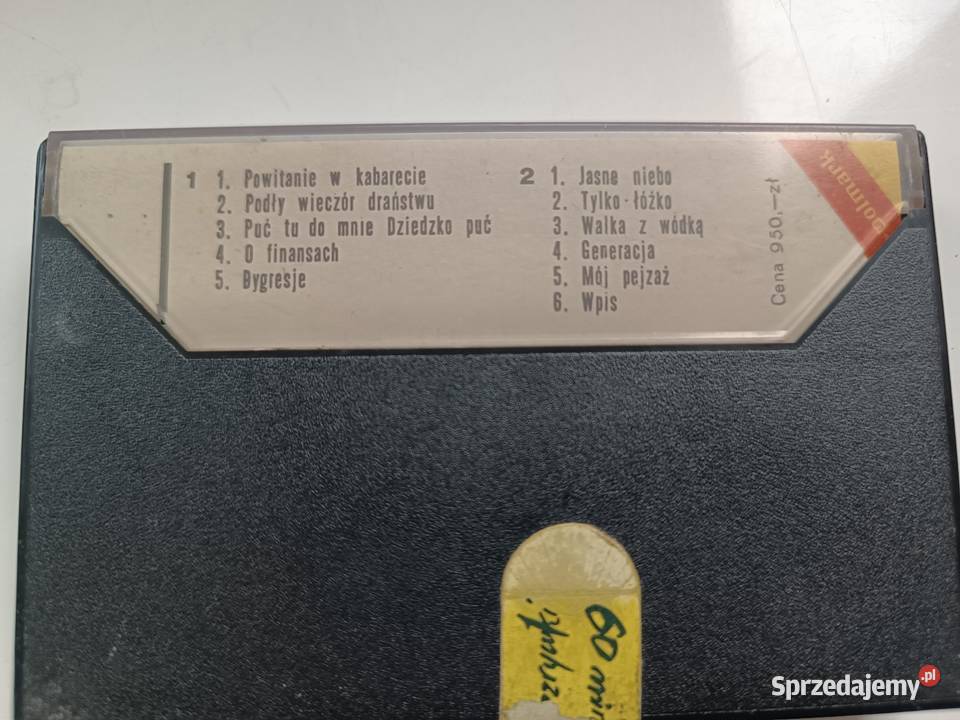 1 1. Powitanie w kabarecie
2. Podły wieczór draństwu
3. Puć tu do mnie Dziedzko puć
4. O finansach
5. Dygresje
2 1. Jasne niebo
2. Tylko-łóżko
3. Walka z wódką
4. Generacja
5. Mój pejzaż
6. Wpis
Cena 950,—zł
Polmark
60 min
Sprzedajemy.pl